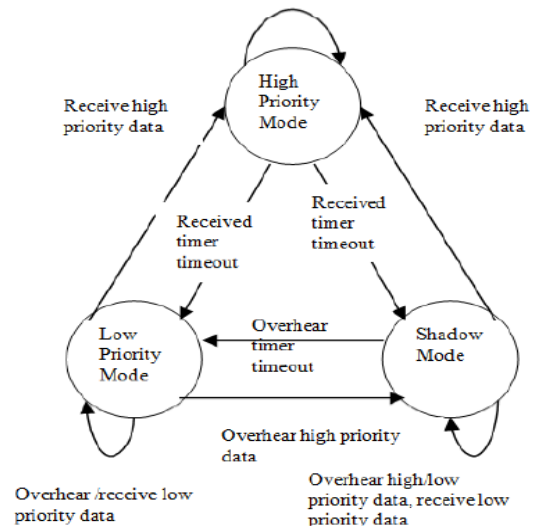 High
Priority
Mode
Receive high
priority data
Receive high
priority data
Received
timer
timeout
Received
timer
timeout
Low
Priority
Mode
Overhear
timer
timeout
Shadow
Mode
Overhear high priority
data
Overhear /receive low
priority data
Overhear high/low
priority data, receive low
priority data